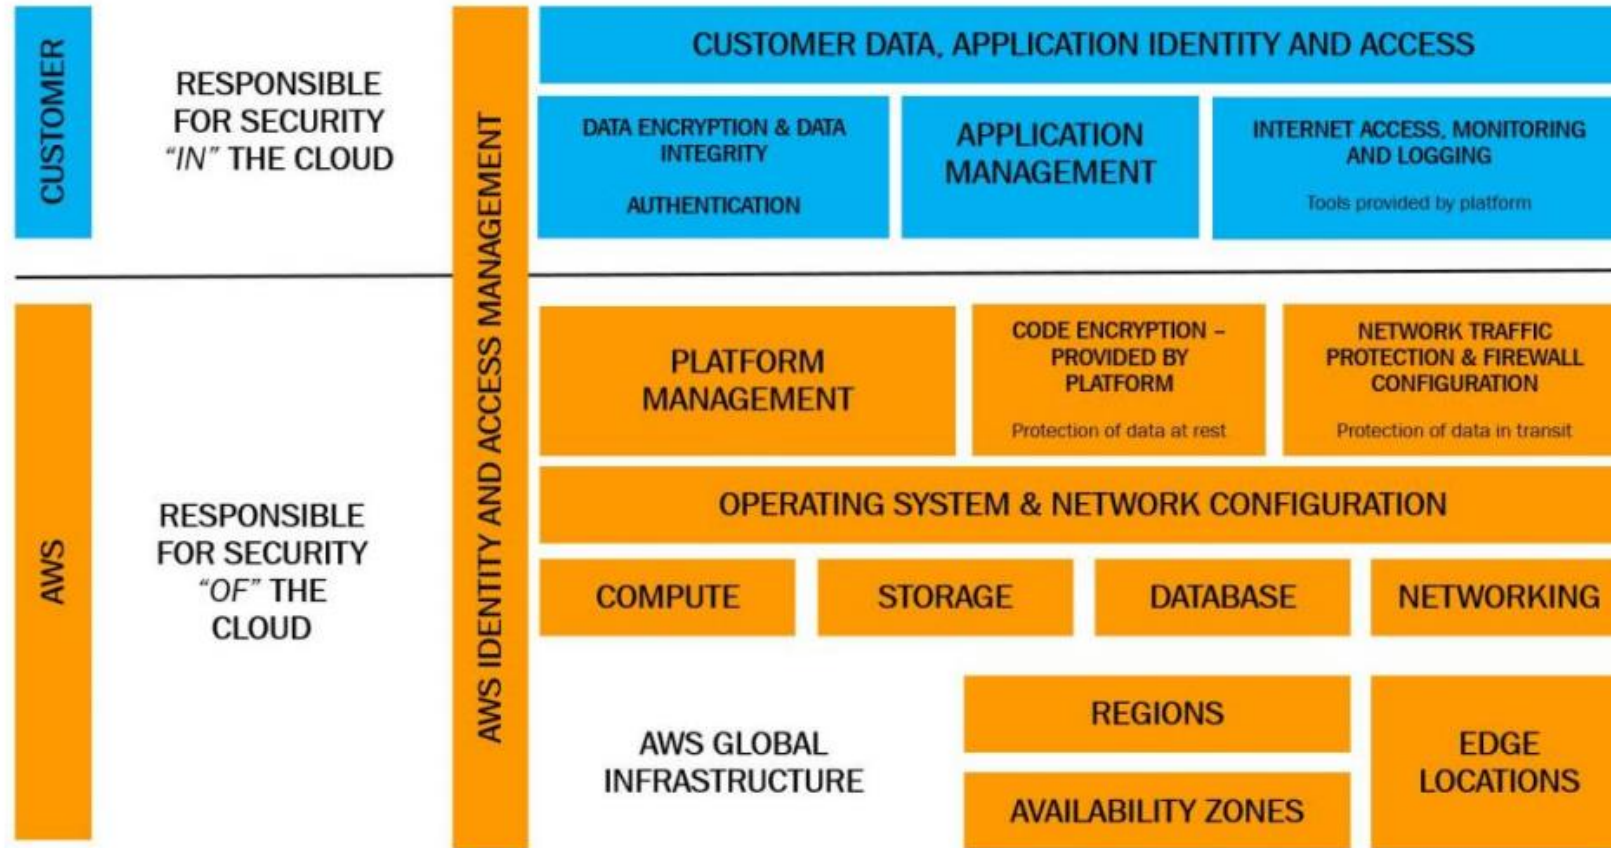 CUSTOMER
RESPONSIBLE
FOR SECURITY
“IN” THE CLOUD
AWS IDENTITY AND ACCESS MANAGEMENT
CUSTOMER DATA, APPLICATION IDENTITY AND ACCESS
DATA ENCRYPTION & DATA
INTEGRITY
AUTHENTICATION
APPLICATION
MANAGEMENT
INTERNET ACCESS, MONITORING
AND LOGGING
Tools provided by platform
AWS
RESPONSIBLE
FOR SECURITY
“OF” THE
CLOUD
PLATFORM
MANAGEMENT
CODE ENCRYPTION –
PROVIDED BY
PLATFORM
Protection of data at rest
NETWORK TRAFFIC
PROTECTION & FIREWALL
CONFIGURATION
Protection of data in transit
OPERATING SYSTEM & NETWORK CONFIGURATION
COMPUTE
STORAGE
DATABASE
NETWORKING
AWS GLOBAL
INFRASTRUCTURE
REGIONS
AVAILABILITY ZONES
EDGE
LOCATIONS